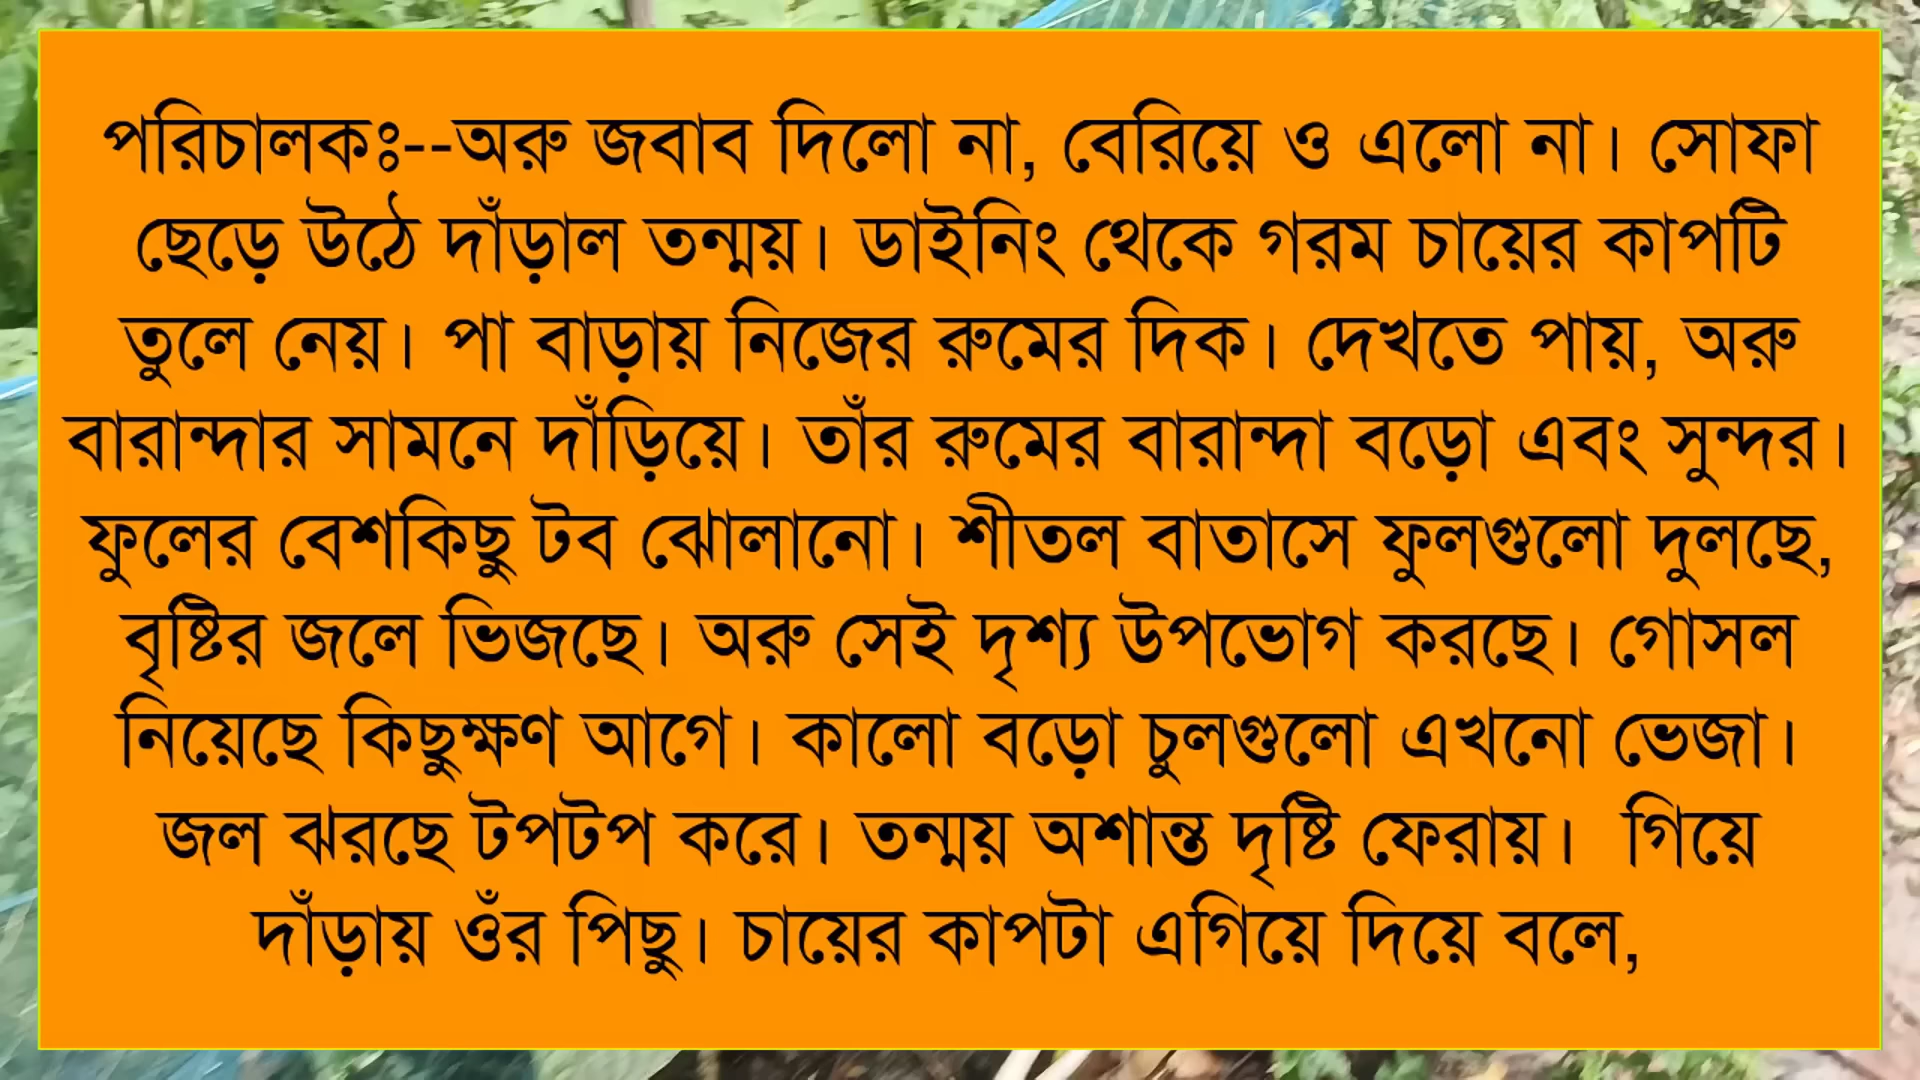 পরিচালকঃ--অরু জবাব দিলো না, বেরিয়ে ও এলো না। সোফা
ছেড়ে উঠে দাঁড়াল তন্ময়। ডাইনিং থেকে গরম চায়ের কাপটি
তুলে নেয়। পা বাড়ায় নিজের রুমের দিক। দেখতে পায়, অরু
বারান্দার সামনে দাঁড়িয়ে। তাঁর রুমের বারান্দা বড়ো এবং সুন্দর।
ফুলের বেশকিছু টব ঝোলানো। শীতল বাতাসে ফুলগুলো দুলছে,
বৃষ্টির জলে ভিজছে। অরু সেই দৃশ্য উপভোগ করছে। গোসল
নিয়েছে কিছুক্ষণ আগে। কালো বড়ো চুলগুলো এখনো ভেজা।
জল ঝরছে টপটপ করে। তন্ময় অশান্ত দৃষ্টি ফেরায়।  গিয়ে
দাঁড়ায় ওঁর পিছু। চায়ের কাপটা এগিয়ে দিয়ে বলে,